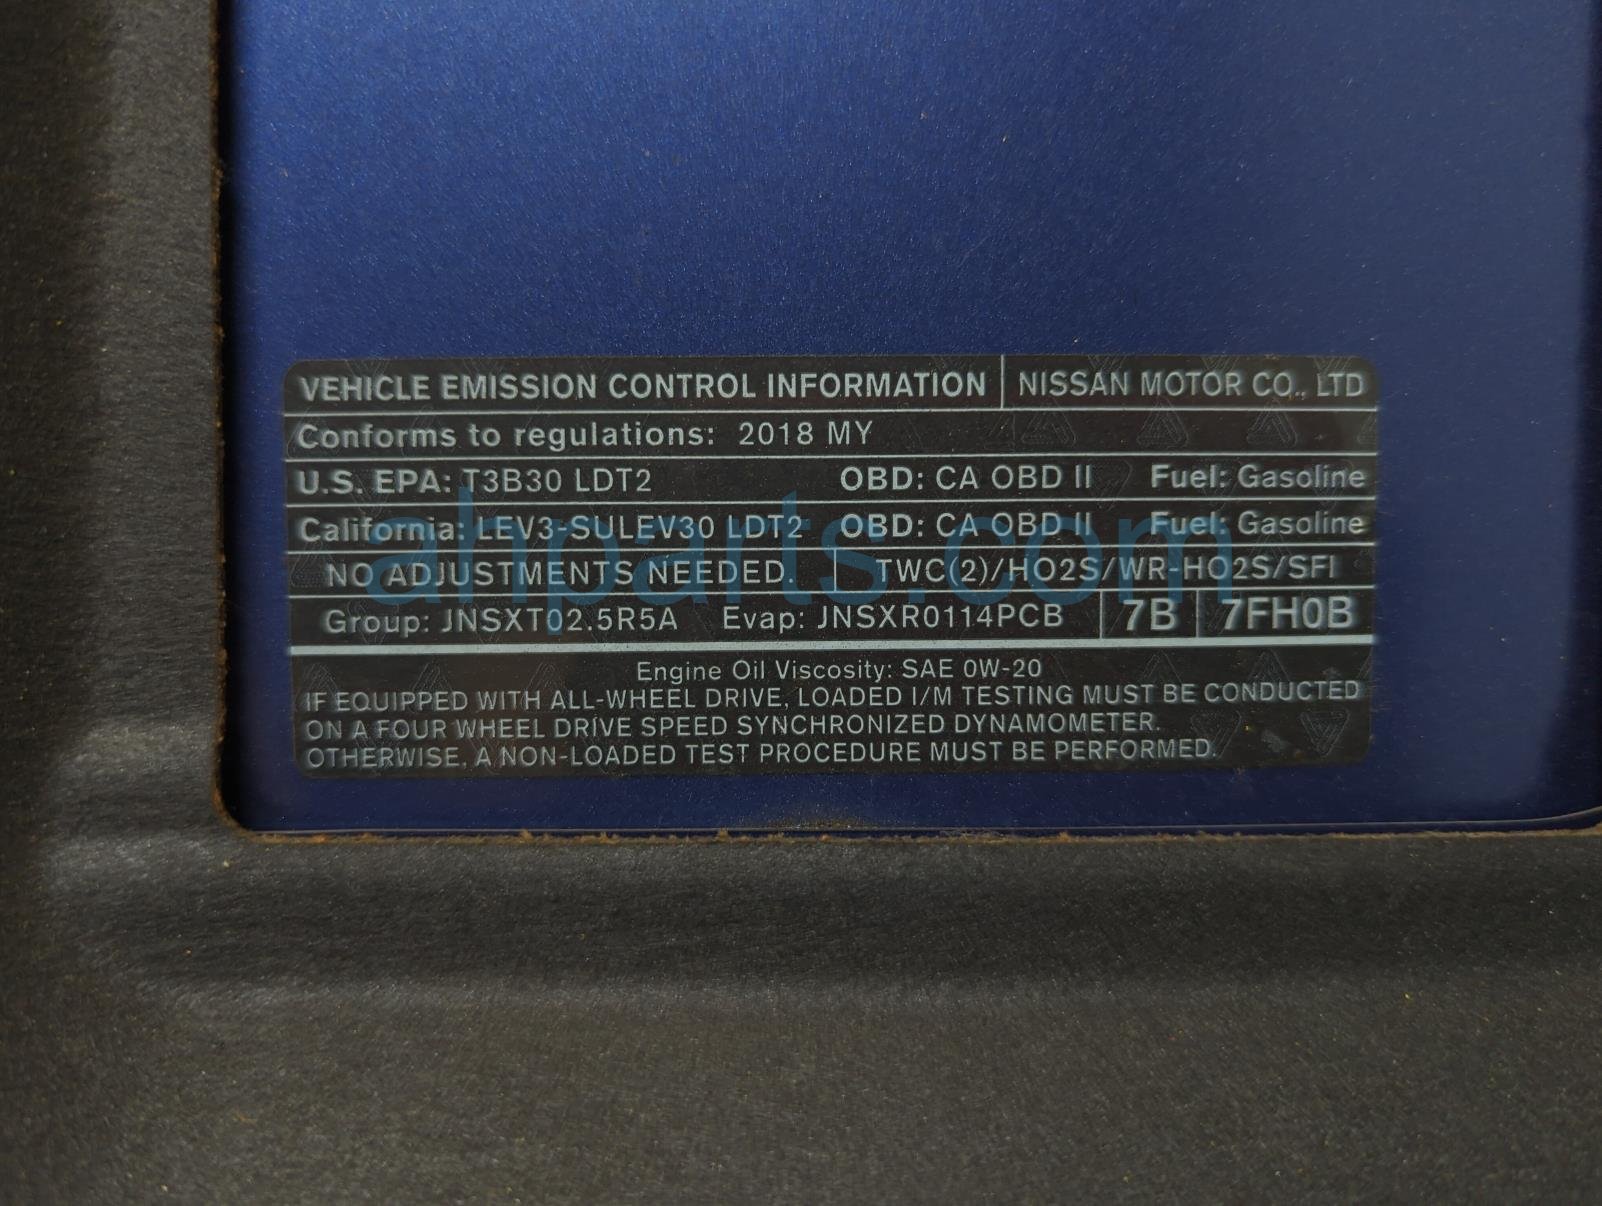 VEHICLE EMISSION CONTROL INFORMATION NISSAN MOTOR CO., LTD
Conforms to regulations: 2018 MY
U.S. EPA: T3B30 LDT2 OBD: CA OBD II Fuel: Gasoline
California: LEV3-SULEV30 LDT2 OBD: CA OBD II Fuel: Gasoline
ahparts.com
NO ADJUSTMENTS NEEDED. TWC(2)/HO2S/WR-HO2S/SFI
Group: JNSXT02.5R5A Evap: JNSXR0114PCB 7B 7FH0B
Engine Oil Viscosity: SAE 0W-20
IF EQUIPPED WITH ALL-WHEEL DRIVE, LOADED I/M TESTING MUST BE CONDUCTED
ON A FOUR WHEEL DRIVE SPEED SYNCHRONIZED DYNAMOMETER.
OTHERWISE, A NON-LOADED TEST PROCEDURE MUST BE PERFORMED.